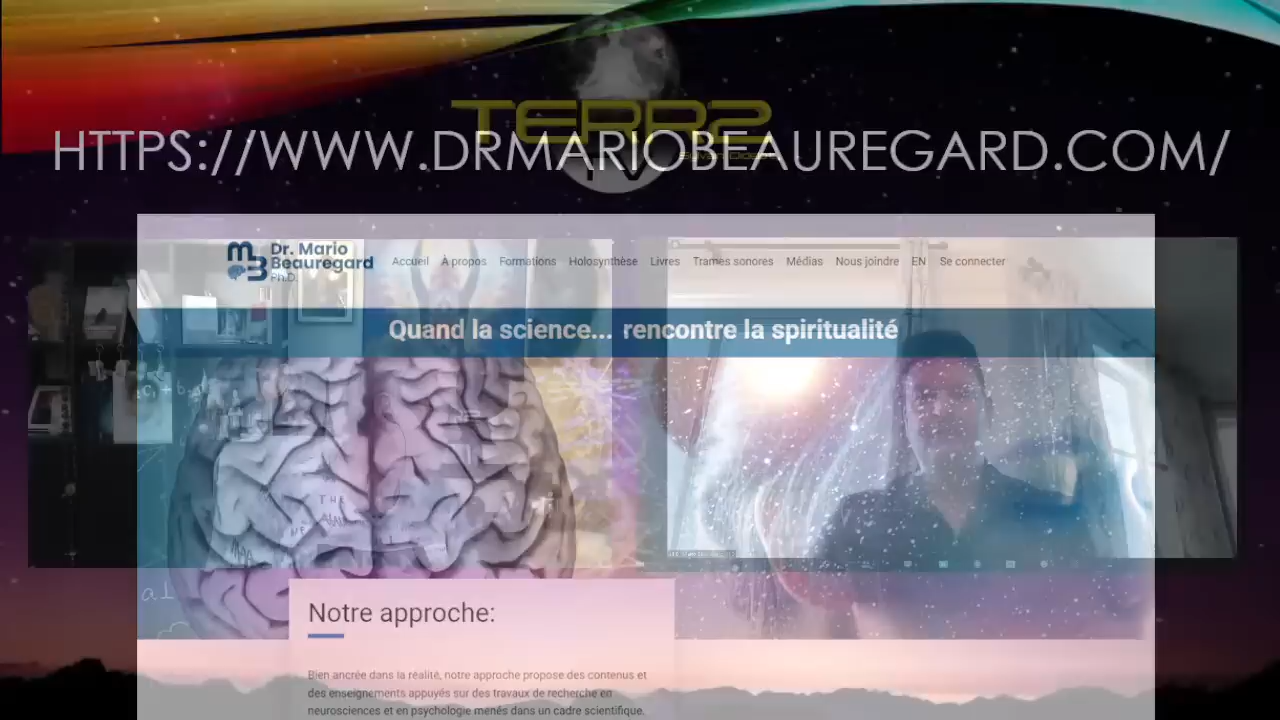 TERR2
HTTPS://WWW.DRMARIOBEAUREGARD.COM/
TV
Dr. Mario
Beauregard
Ph.D.
Accueil À propos Formations Holosynthèse Livres Trames sonores Médias Nous joindre EN Se connecter
Quand la science... rencontre la spiritualité
Notre approche:
Bien ancrée dans la réalité, notre approche propose des contenus et
des enseignements appuyés sur des travaux de recherche en
neurosciences et en psychologie menés dans un cadre scientifique.